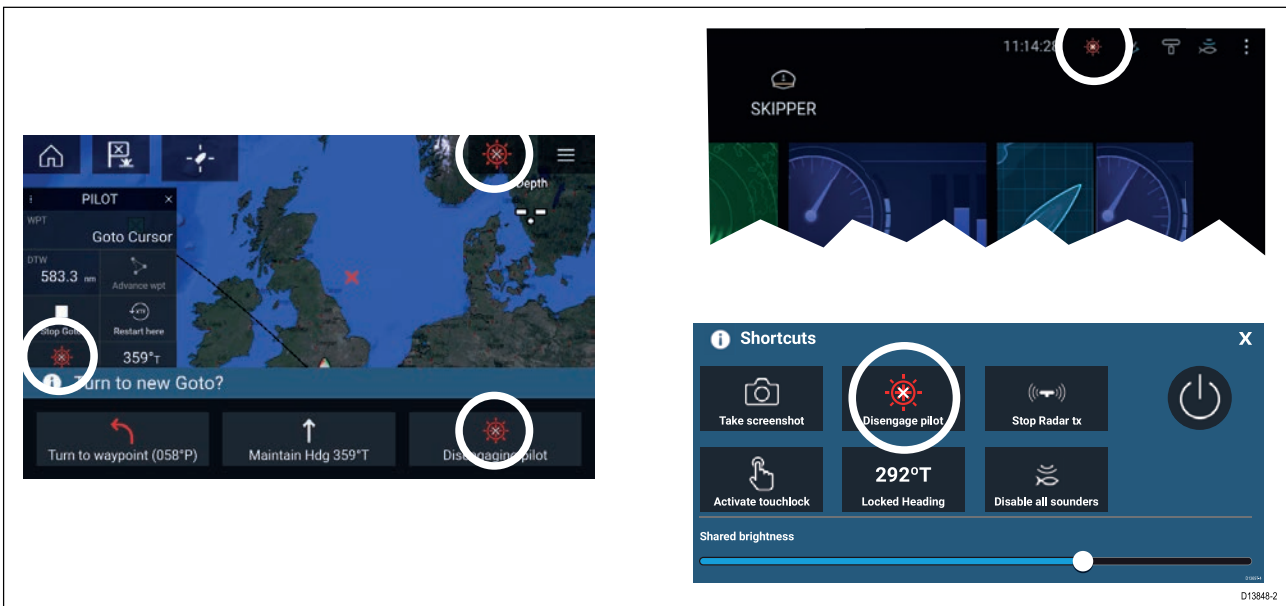 Depth
PILOT
WPT
Goto Cursor
DTW
583.3 nm
Advance wpt
Stop Goto
Restart here
359°T
Turn to new Goto?
Turn to waypoint (058°P)
Maintain Hdg 359°T
Disengaging pilot
11:14:28
SKIPPER
Shortcuts
X
Take screenshot
Disengage pilot
Stop Radar tx
292°T
Activate touchlock
Locked Heading
Disable all sounders
Shared brightness
D13848-2